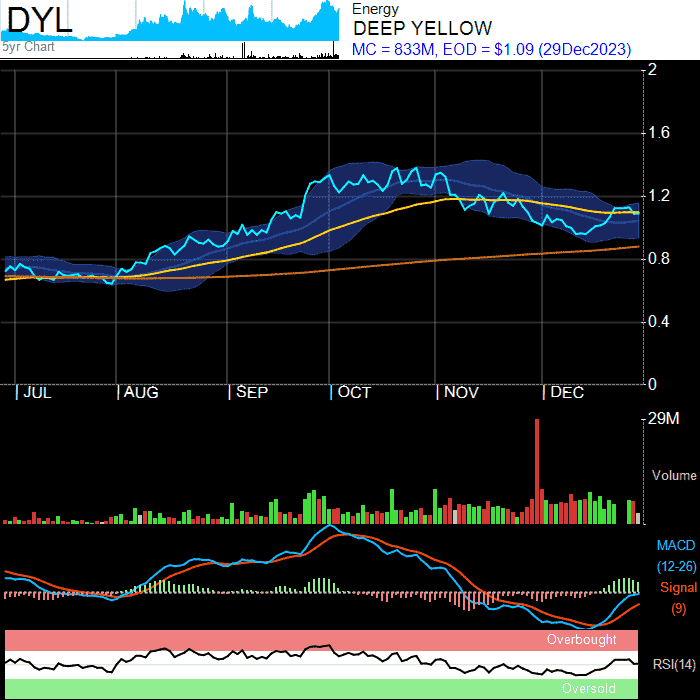 DYL
5yr Chart
Energy
DEEP YELLOW
MC = 833M, EOD = $1.09 (29Dec2023)
2
1.6
1.2
0.8
0.4
0
JUL
AUG
SEP
OCT
NOV
DEC
29M
Volume
MACD
(12-26)
Signal
(9)
Overbought
RSI(14)
Oversold